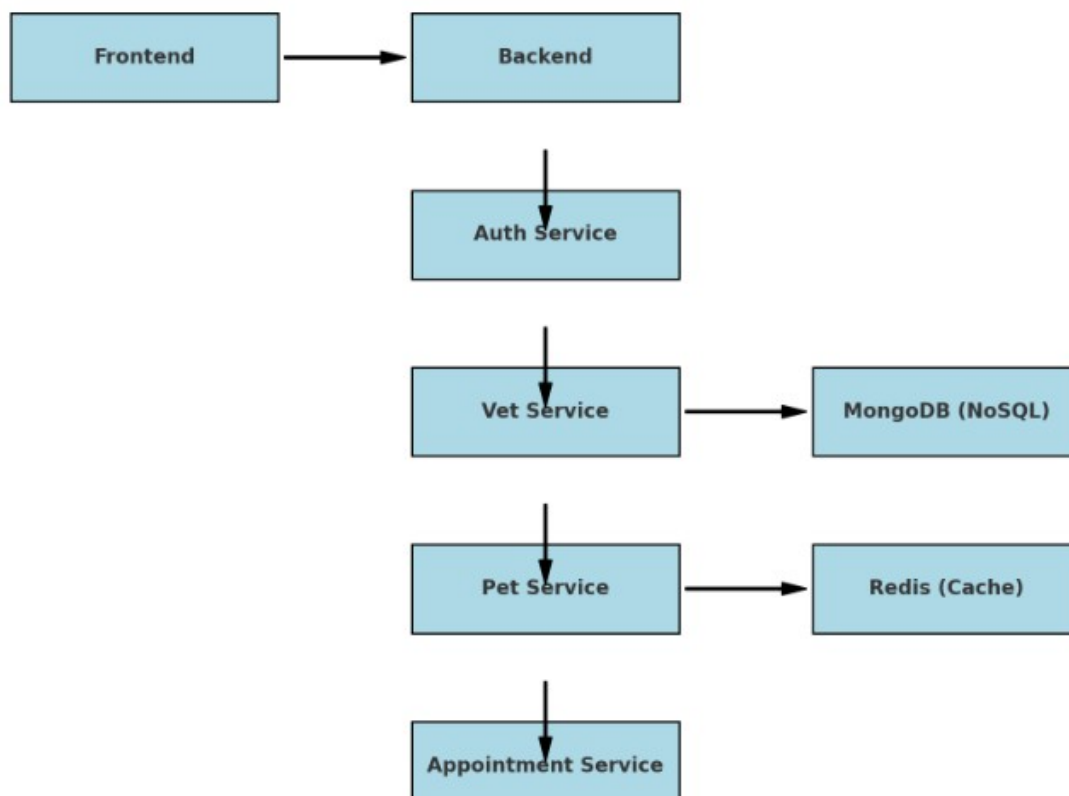 Frontend
Backend
Auth Service
Vet Service
MongoDB (NoSQL)
Pet Service
Redis (Cache)
Appointment Service